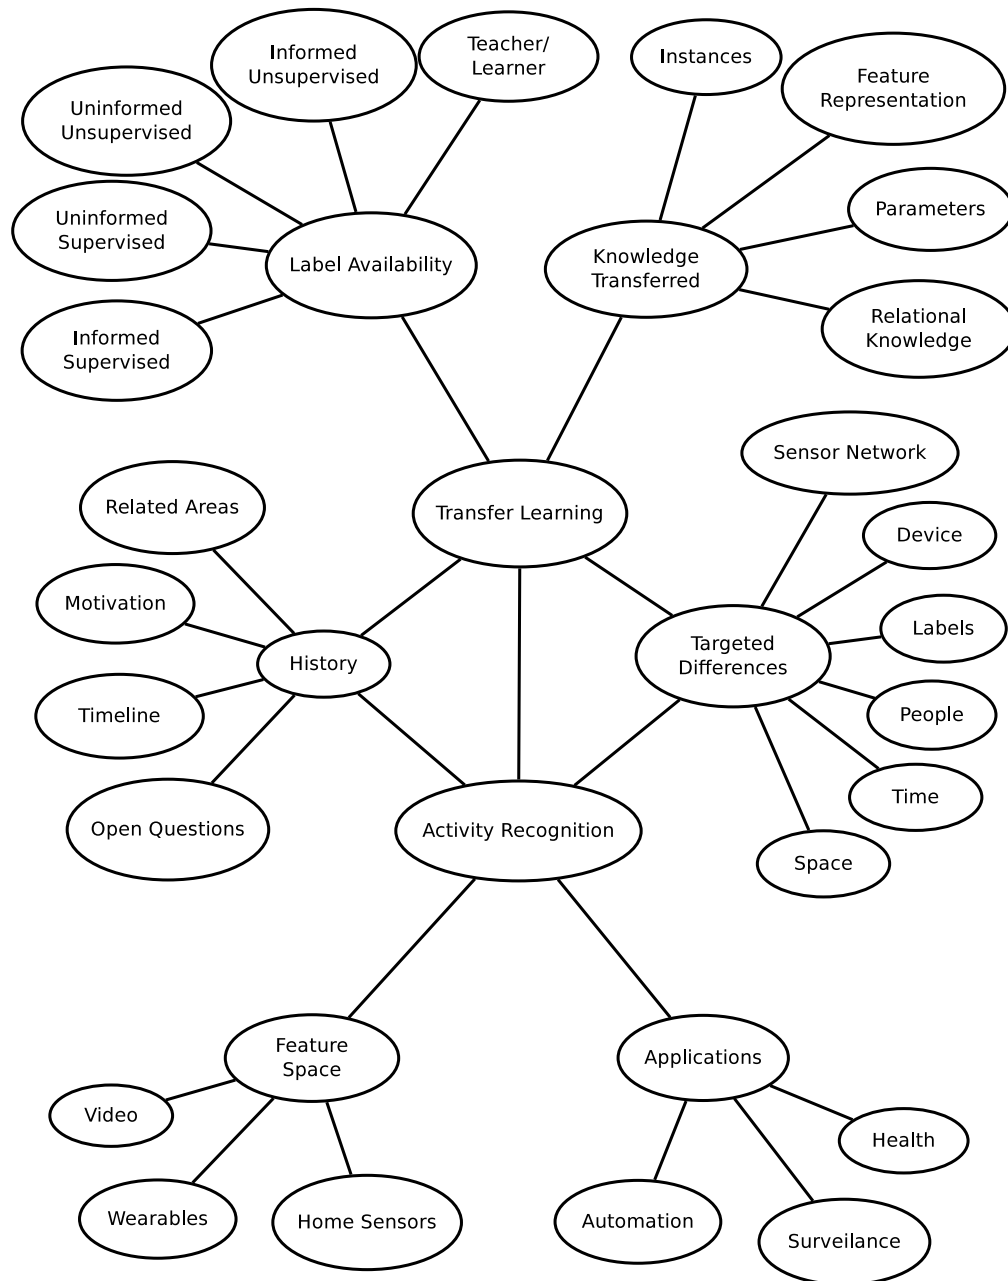 Informed
Unsupervised
Teacher/
Learner
Instances
Feature
Representation
Uninformed
Unsupervised
Uninformed
Supervised
Parameters
Label Availability
Knowledge
Transferred
Informed
Supervised
Relational
Knowledge
Sensor Network
Related Areas
Transfer Learning
Device
Motivation
Labels
History
Targeted
Differences
Timeline
People
Time
Open Questions
Activity Recognition
Space
Feature
Space
Applications
Video
Health
Wearables
Home Sensors
Automation
Surveilance